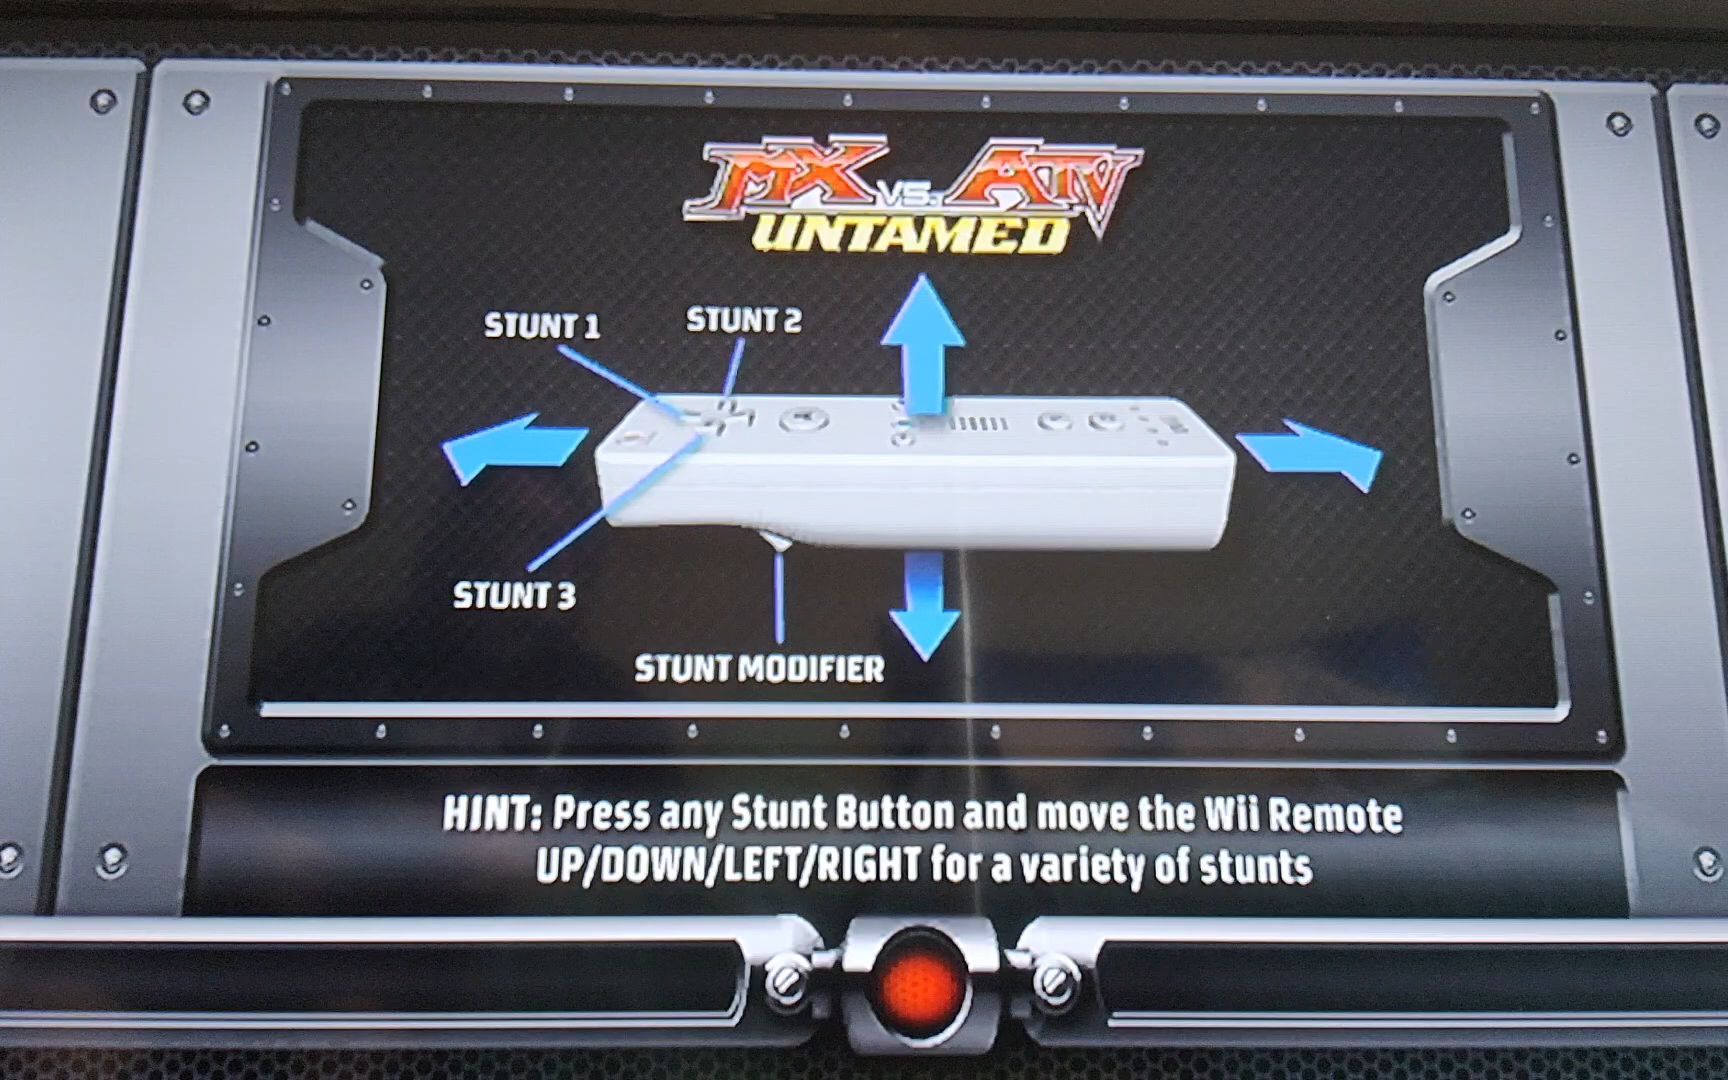 MX VS. ATV
UNTAMED
STUNT 1
STUNT 2
STUNT 3
STUNT MODIFIER
HINT: Press any Stunt Button and move the Wii Remote
UP/DOWN/LEFT/RIGHT for a variety of stunts